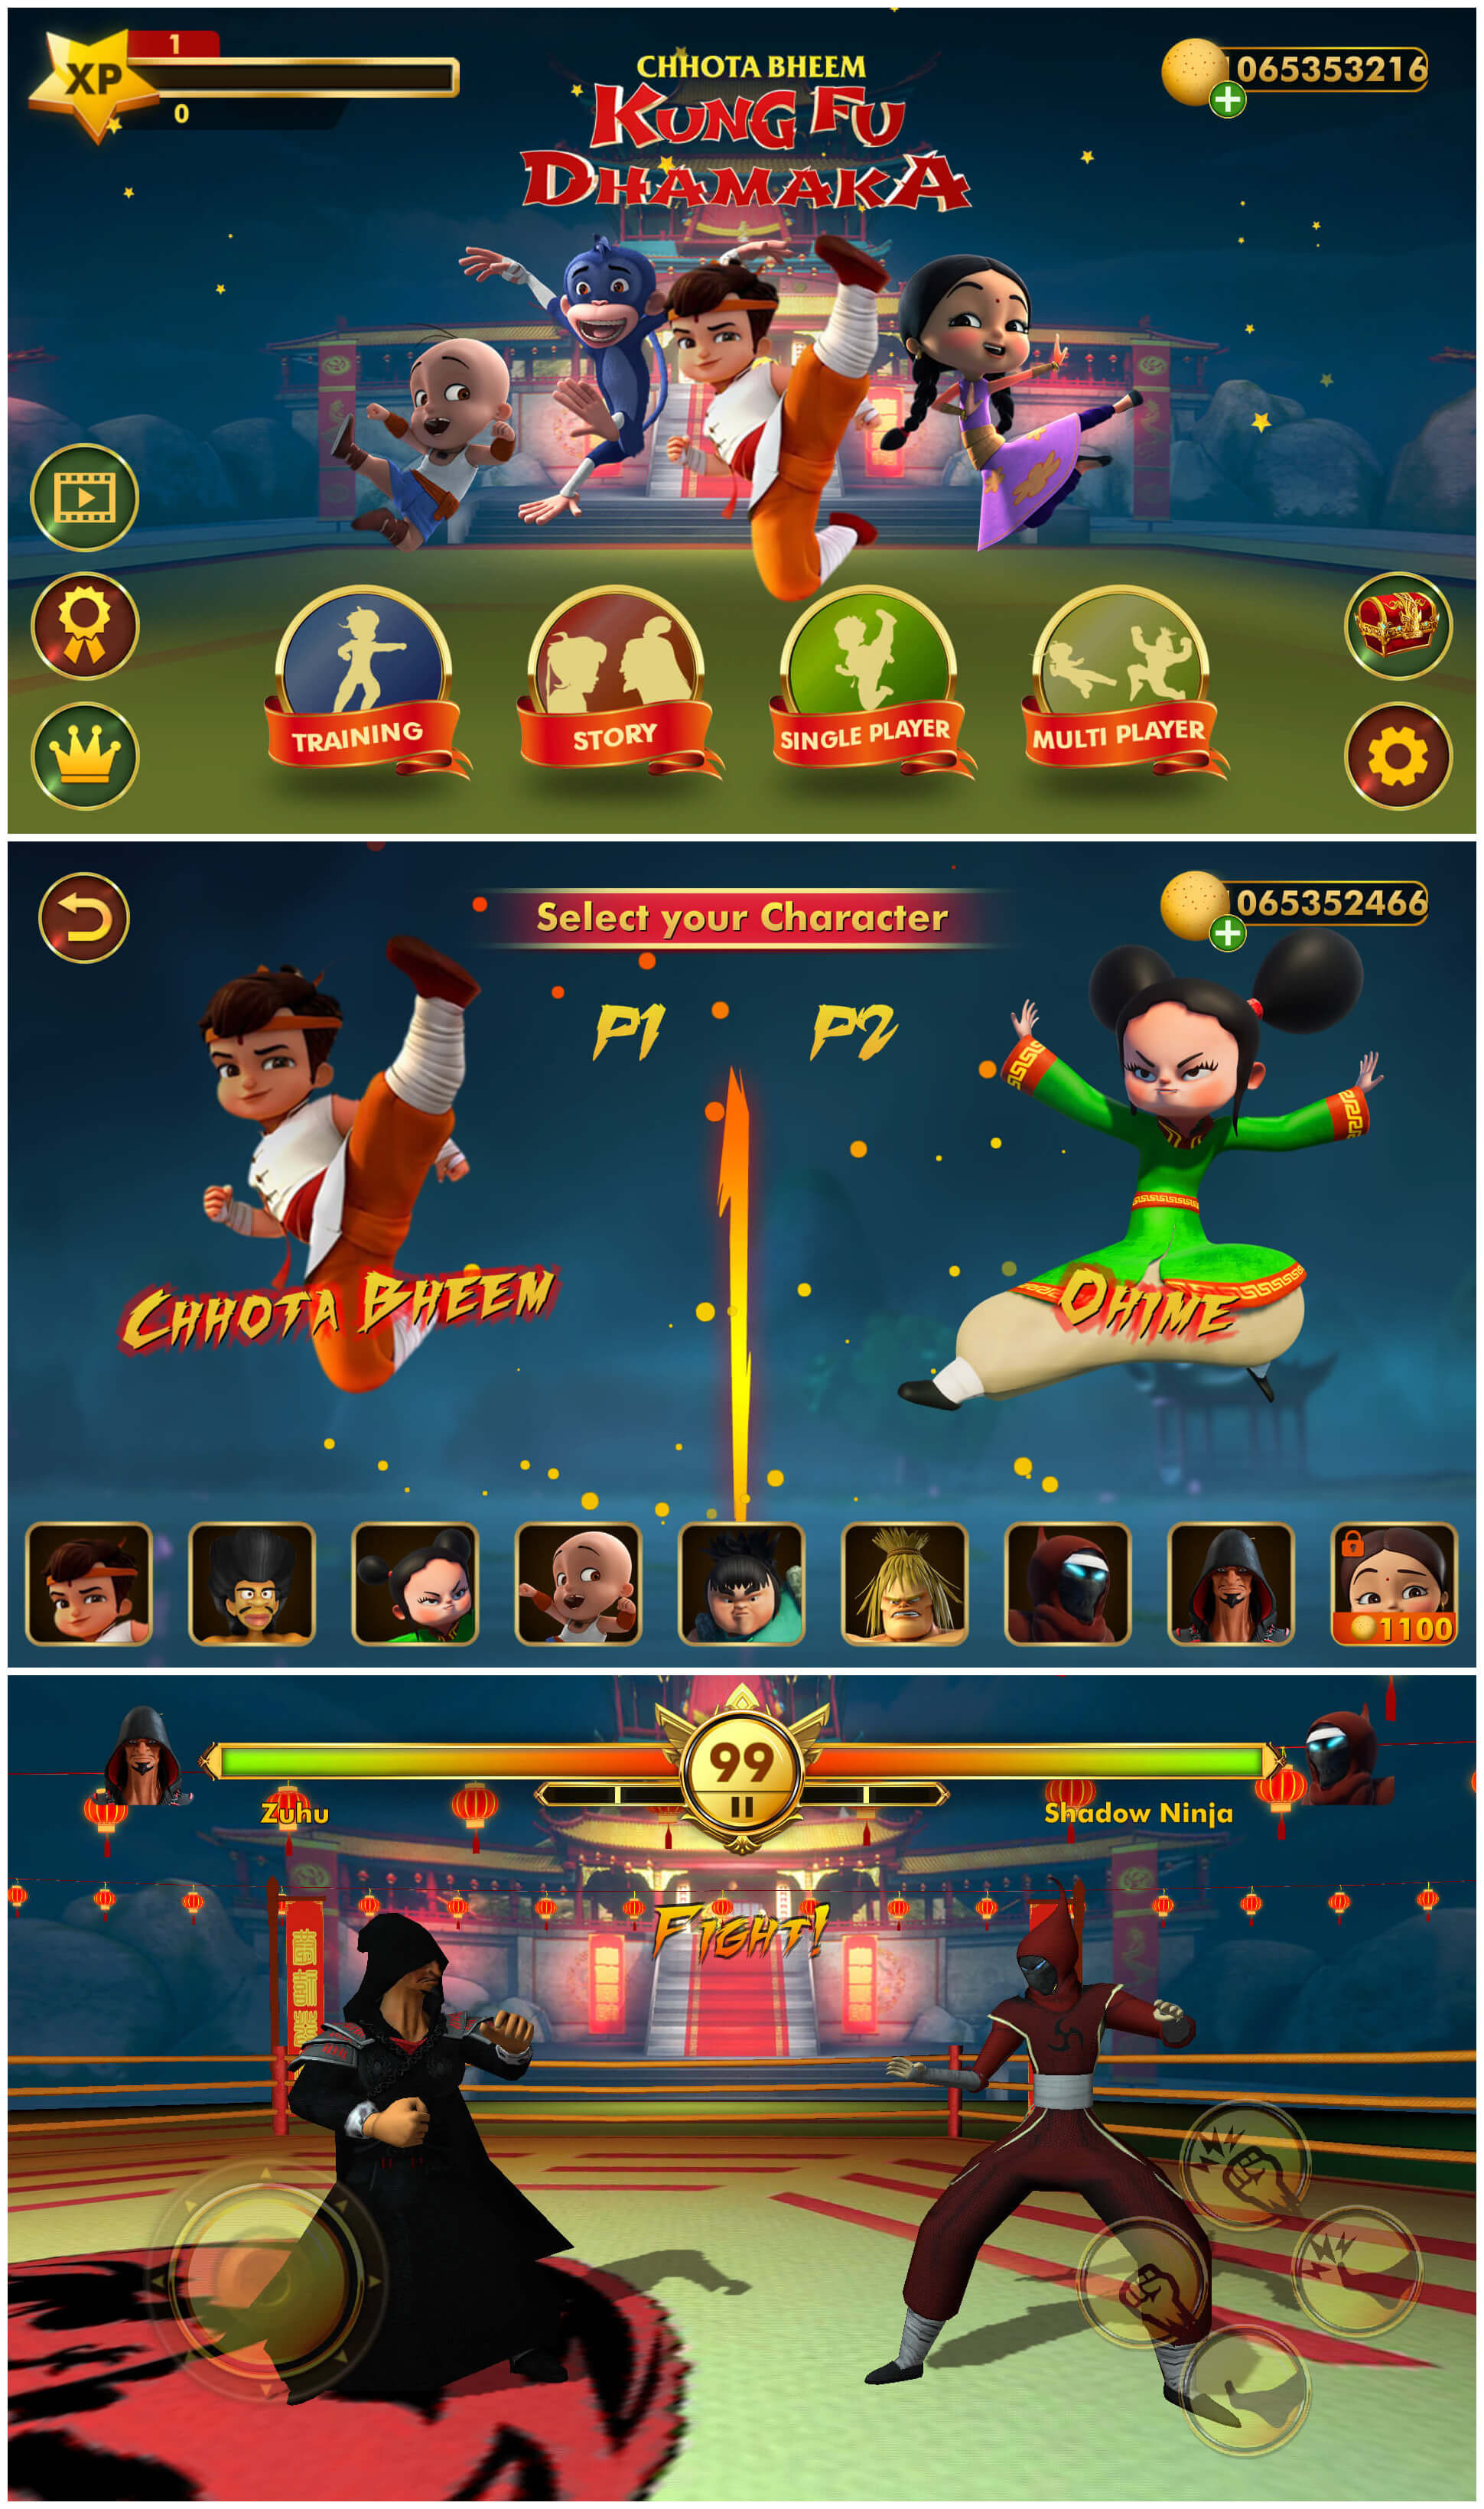 1
XP
0
CHHOTA BHEEM
KUNG FU
DHAMAKA
065353216
TRAINING
STORY
SINGLE PLAYER
MULTI PLAYER
Select your Character
065352466
P1
P2
CHHOTA BHEEM
OHIME
1100
99
Zuhu
Shadow Ninja
FIGHT!